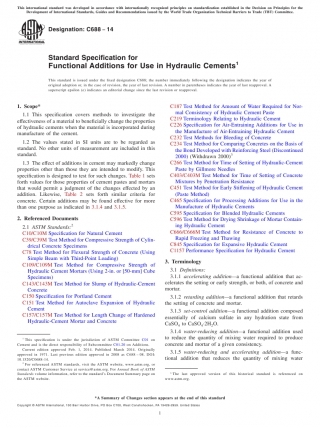 This international standard was developed in accordance with internationally recognized principles on standardization established in the Decision on Principles for the
Development of International Standards, Guides and Recommendations issued by the World Trade Organization Technical Barriers to Trade (TBT) Committee.
INTERNATIONAL
Designation: C688 – 14
Standard Specification for
Functional Additions for Use in Hydraulic Cements¹
This standard is issued under the fixed designation C688; the number immediately following the designation indicates the year of
original adoption or, in the case of revision, the year of last revision. A number in parentheses indicates the year of last reapproval. A
superscript epsilon (ε) indicates an editorial change since the last revision or reapproval.
1. Scope*
1.1 This specification covers methods for investigating the
effectiveness of a material to beneficially change the properties
of hydraulic cements when the material is incorporated during
manufacture of the cement.
1.2 The values stated in SI units are to be regarded as
standard. No other units of measurement are included in this
standard.
1.3 The effect of additions in cement may markedly change
properties other than those they are intended to modify. This
specification is designed to test for such changes. Table 1 sets
forth values for those properties of cement pastes and mortars
that would permit a judgment of the changes effected by an
addition. Likewise, Table 2 sets forth similar criteria for
concrete. Certain additions may be found effective for more
than one purpose as indicated in 3.1.4 and 3.1.5.
2. Referenced Documents
2.1 ASTM Standards:²
C10/C10M Specification for Natural Cement
C39/C39M Test Method for Compressive Strength of Cylin-
drical Concrete Specimens
C78 Test Method for Flexural Strength of Concrete (Using
Simple Beam with Third-Point Loading)
C109/C109M Test Method for Compressive Strength of
Hydraulic Cement Mortars (Using 2-in. or [50-mm] Cube
Specimens)
C143/C143M Test Method for Slump of Hydraulic-Cement
Concrete
C150 Specification for Portland Cement
C151 Test Method for Autoclave Expansion of Hydraulic
Cement
C157/C157M Test Method for Length Change of Hardened
Hydraulic-Cement Mortar and Concrete
¹ This specification is under the jurisdiction of ASTM Committee C01 on
Cement and is the direct responsibility of Subcommittee C01.20 on Additions.
Current edition approved Feb. 1, 2014. Published March 2014. Originally
approved in 1971. Last previous edition approved in 2008 as C688 – 08. DOI:
10.1520/C0688-14.
² For referenced ASTM standards, visit the ASTM website, www.astm.org, or
contact ASTM Customer Service at service@astm.org. For Annual Book of ASTM
Standards volume information, refer to the standard's Document Summary page on
the ASTM website.
C187 Test Method for Amount of Water Required for Nor-
mal Consistency of Hydraulic Cement Paste
C219 Terminology Relating to Hydraulic Cement
C226 Specification for Air-Entraining Additions for Use in
the Manufacture of Air-Entraining Hydraulic Cement
C232 Test Methods for Bleeding of Concrete
C234 Test Method for Comparing Concretes on the Basis of
the Bond Developed with Reinforcing Steel (Discontinued
2000) (Withdrawn 2000)³
C266 Test Method for Time of Setting of Hydraulic-Cement
Paste by Gillmore Needles
C403/C403M Test Method for Time of Setting of Concrete
Mixtures by Penetration Resistance
C451 Test Method for Early Stiffening of Hydraulic Cement
(Paste Method)
C465 Specification for Processing Additions for Use in the
Manufacture of Hydraulic Cements
C595 Specification for Blended Hydraulic Cements
C596 Test Method for Drying Shrinkage of Mortar Contain-
ing Hydraulic Cement
C666/C666M Test Method for Resistance of Concrete to
Rapid Freezing and Thawing
C845 Specification for Expansive Hydraulic Cement
C1157 Performance Specification for Hydraulic Cement
3. Terminology
3.1 Definitions:
3.1.1 accelerating addition—a functional addition that ac-
celerates the setting or early strength, or both, of concrete and
mortar.
3.1.2 retarding addition—a functional addition that retards
the setting of concrete and mortar.
3.1.3 set-control addition—a functional addition composed
essentially of calcium sulfate in any hydration state from
CaSO₄ to CaSO₄·2H₂O.
3.1.4 water-reducing addition—a functional addition used
to reduce the quantity of mixing water required to produce
concrete and mortar of a given consistency.
3.1.5 water-reducing and accelerating addition—a func-
tional addition that reduces the quantity of mixing water
³ The last approved version of this historical standard is referenced on
www.astm.org.
*A Summary of Changes section appears at the end of this standard
Copyright © ASTM International, 100 Barr Harbor Drive, PO Box C700, West Conshohocken, PA 19428-2959. United States
1